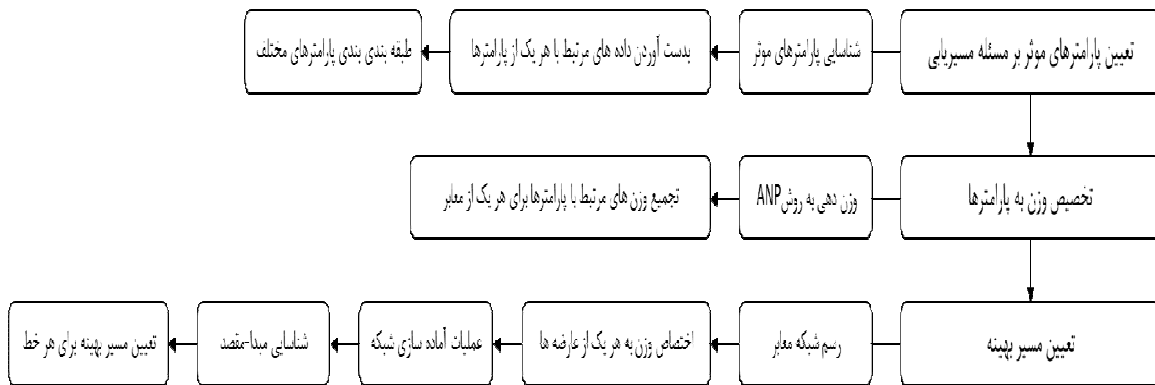 تعیین پارامترهای موثر بر مسئله مسیریابی
شناسایی پارامترهای موثر
بدست آوردن داده های مرتبط با هر یک از پارامترها
طبقه بندی بندی پارامترهای مختلف
تخصیص وزن به پارامترها
وزن دهی به روش ANP
تجمیع وزن های مرتبط با پارامترها برای هر یک از معابر
تعیین مسیر بهینه
رسم شبکه معابر
اختصاص وزن به هر یک از عارضه ها
عملیات آماده سازی شبکه
شناسایی مبدا-مقصد
تعیین مسیر بهینه برای هر خط